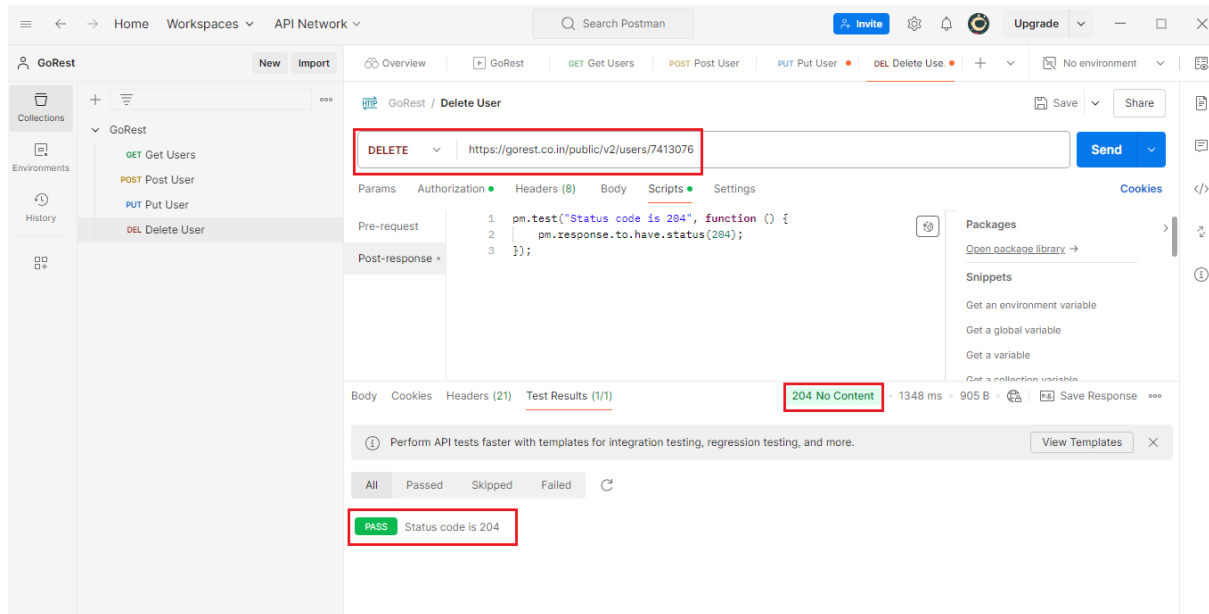 Home Workspaces API Network Search Postman Invite Upgrade
GoRest New Import Overview GoRest GET Get Users POST Post User PUT Put User DEL Delete Use. No environment
Collections
Environments
History
GoRest
GET Get Users
POST Post User
PUT Put User
DEL Delete User
HTTP GoRest / Delete User Save Share
DELETE https://gorest.co.in/public/v2/users/7413076 Send
Params Authorization Headers (8) Body Scripts Settings Cookies
Pre-request
Post-response
1 pm.test("Status code is 204", function () {
2 pm.response.to.have.status(204);
3 });
Packages
Open package library →
Snippets
Get an environment variable
Get a global variable
Get a variable
Get a collection variable
Body Cookies Headers (21) Test Results (1/1) 204 No Content 1348 ms 905 B e.g. Save Response
Perform API tests faster with templates for integration testing, regression testing, and more. View Templates
All Passed Skipped Failed
PASS Status code is 204